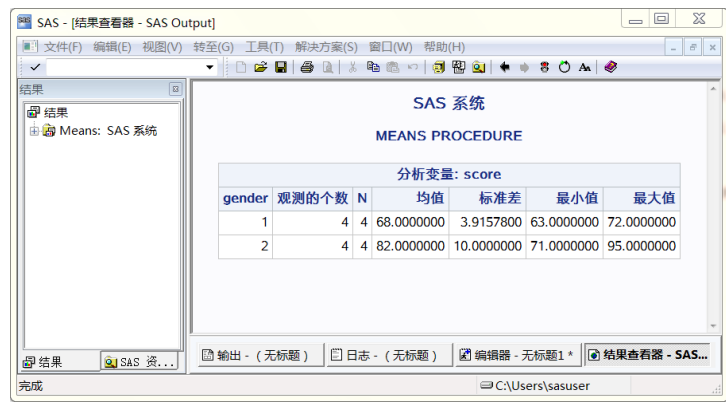 SAS - [结果查看器 - SAS Output]
文件(F) 编辑(E) 视图(V) 转至(G) 工具(T) 解决方案(S) 窗口(W) 帮助(H)
结果
结果
Means: SAS 系统
SAS 系统
MEANS PROCEDURE
分析变量: score
gender 观测的个数 N 均值 标准差 最小值 最大值
1 4 4 68.0000000 3.9157800 63.0000000 72.0000000
2 4 4 82.0000000 10.0000000 71.0000000 95.0000000
结果 SAS 资... 输出 - (无标题) 日志 - (无标题) 编辑器 - 无标题1 * 结果查看器 - SAS...
完成 C:\Users\sasuser